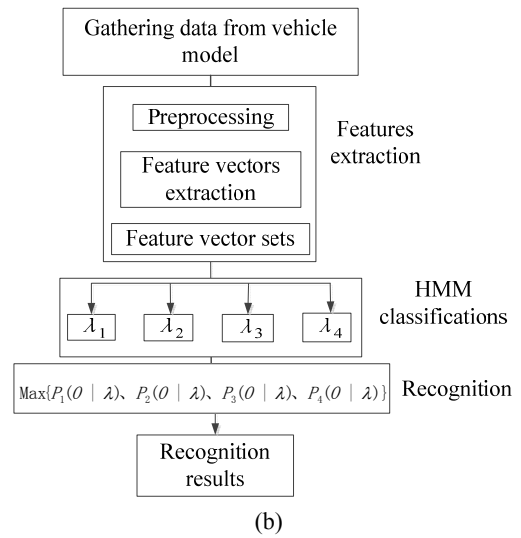 Gathering data from vehicle
model
Preprocessing
Feature vectors
extraction
Feature vector sets
Features
extraction
λ1 λ2 λ3 λ4
HMM
classifications
Max{P1(O | λ)、P2(O | λ)、P3(O | λ)、P4(O | λ)}
Recognition
Recognition
results
(b)